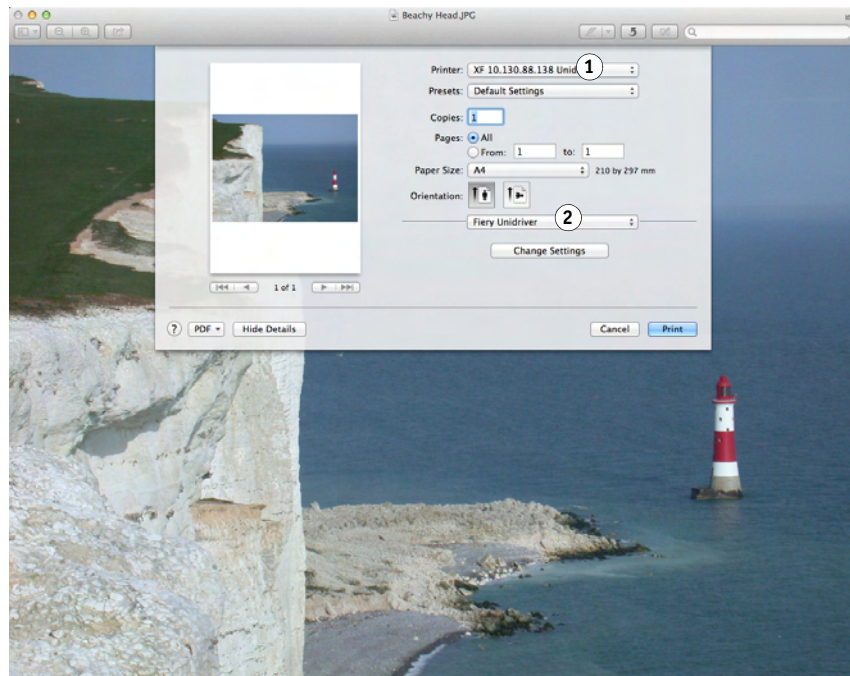 Beachy Head.JPG
Printer: XF 10.130.88.138 Unid 1
Presets: Default Settings
Copies: 1
Pages: All
From: 1 to: 1
Paper Size: A4 210 by 297 mm
Orientation:
Fiery Unidriver 2
Change Settings
1 of 1
? PDF Hide Details Cancel Print